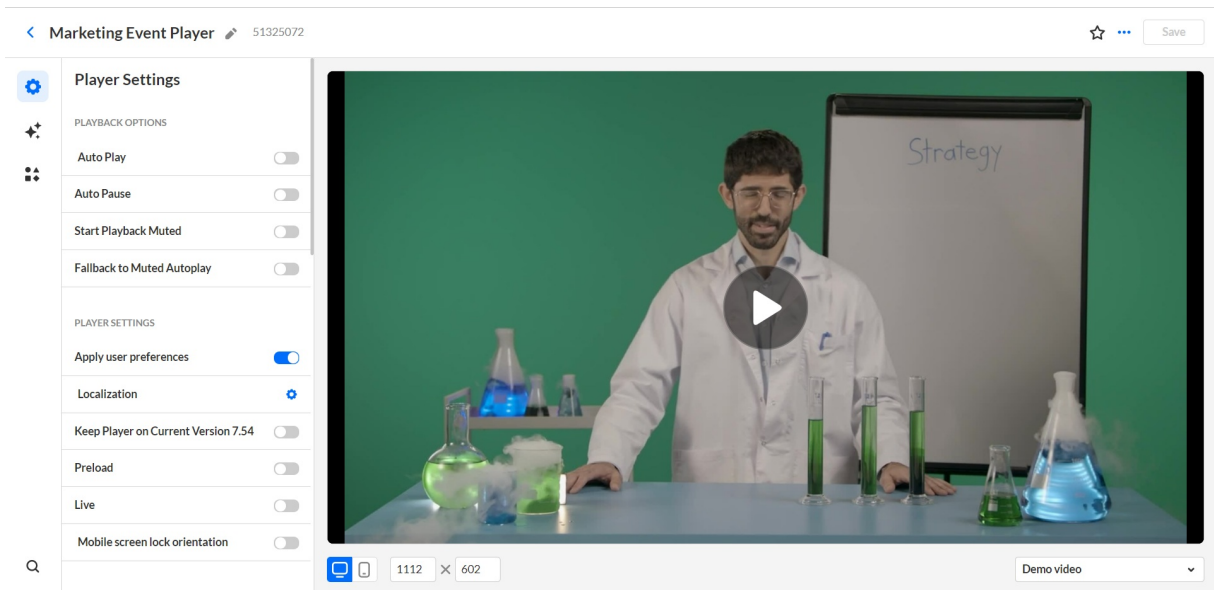 Marketing Event Player 51325072
Save
Player Settings
PLAYBACK OPTIONS
Auto Play
Auto Pause
Start Playback Muted
Fallback to Muted Autoplay
PLAYER SETTINGS
Apply user preferences
Localization
Keep Player on Current Version 7.54
Preload
Live
Mobile screen lock orientation
Strategy
1112 602
Demo video